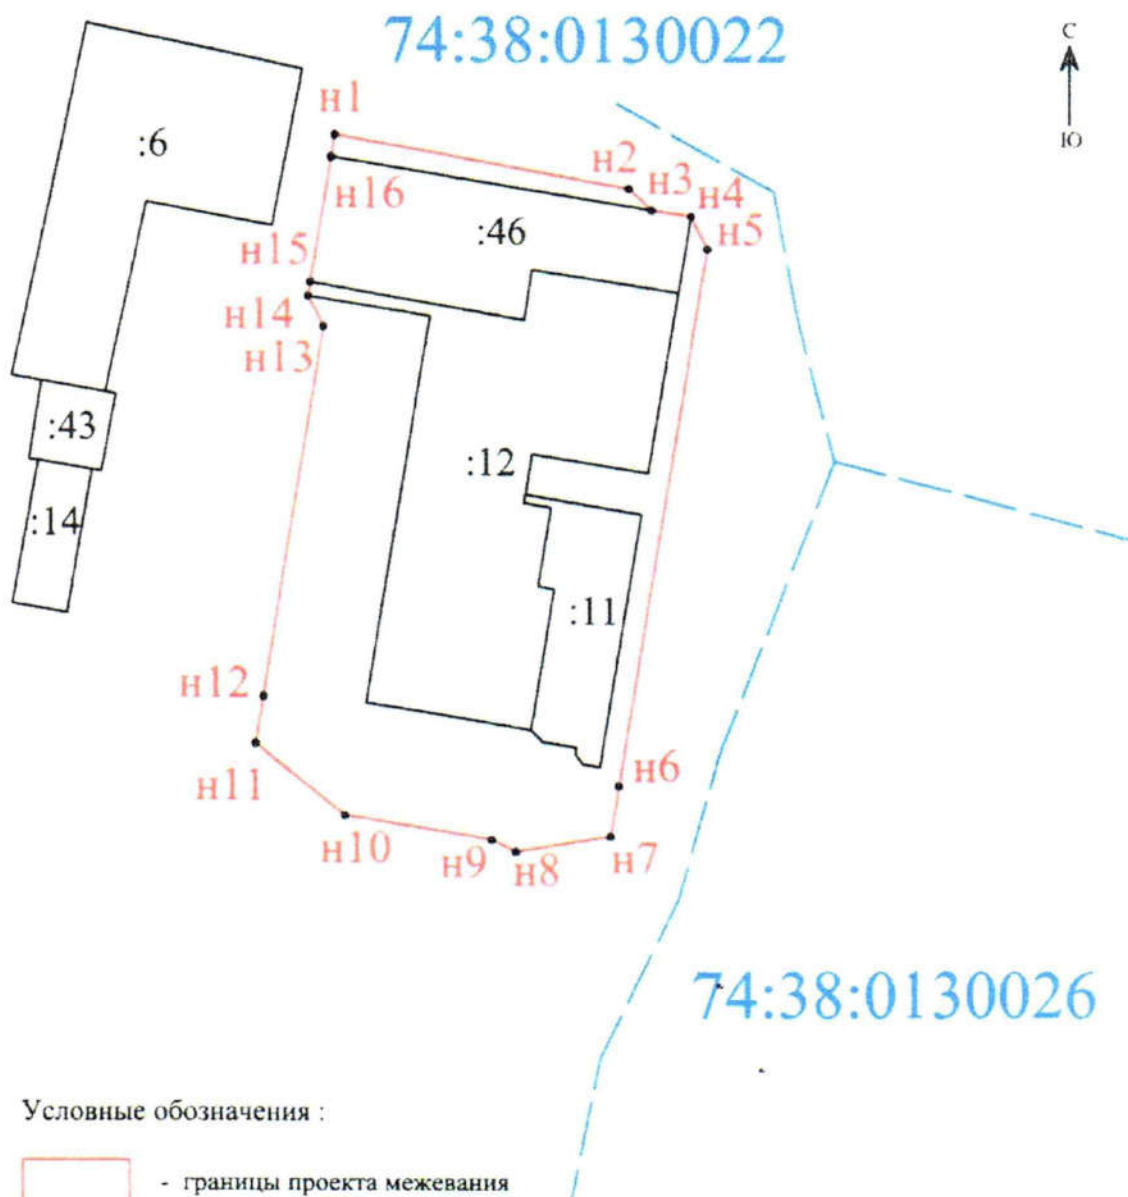 74:38:0130022
С
Ю
н1
:6
н2
н3
н4
н16
н5
:46
н15
н14
н13
:43
:12
:14
:11
н12
н6
н11
н10
н9
н8
н7
74:38:0130026
Условные обозначения :
- границы проекта межевания